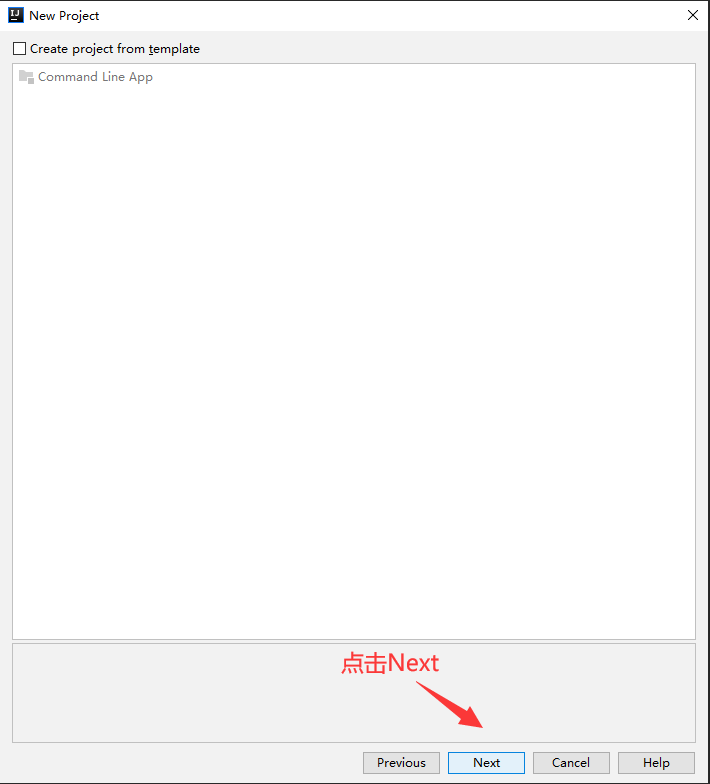 IJ New Project
Create project from template
Command Line App
点击Next
Previous Next Cancel Help